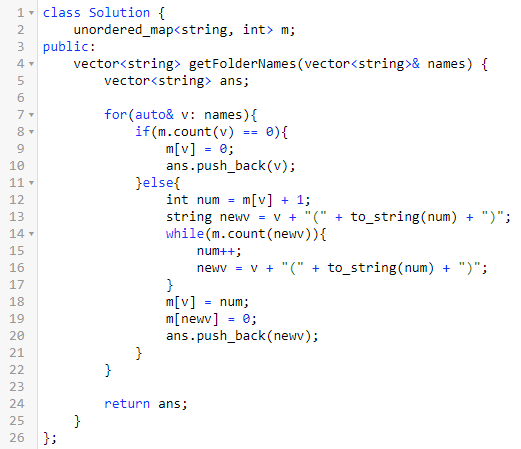 1 class Solution {
2     unordered_map<string, int> m;
3 public:
4     vector<string> getFolderNames(vector<string>& names) {
5         vector<string> ans;
6
7         for(auto& v: names){
8             if(m.count(v) == 0){
9                 m[v] = 0;
10                 ans.push_back(v);
11             }else{
12                 int num = m[v] + 1;
13                 string newv = v + "(" + to_string(num) + ")";
14                 while(m.count(newv)){
15                     num++;
16                     newv = v + "(" + to_string(num) + ")";
17                 }
18                 m[v] = num;
19                 m[newv] = 0;
20                 ans.push_back(newv);
21             }
22         }
23
24         return ans;
25     }
26 };